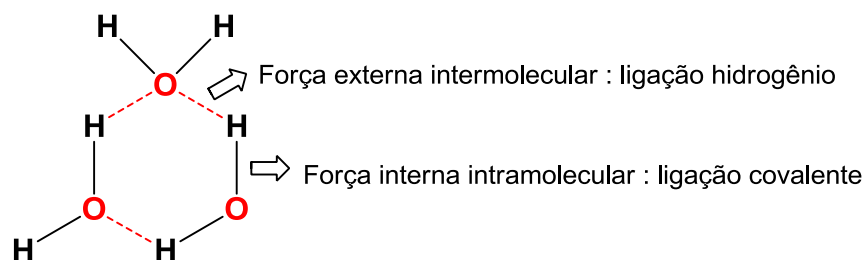 H H
O
Força externa intermolecular : ligação hidrogênio
H H
Força interna intramolecular : ligação covalente
O O
H H